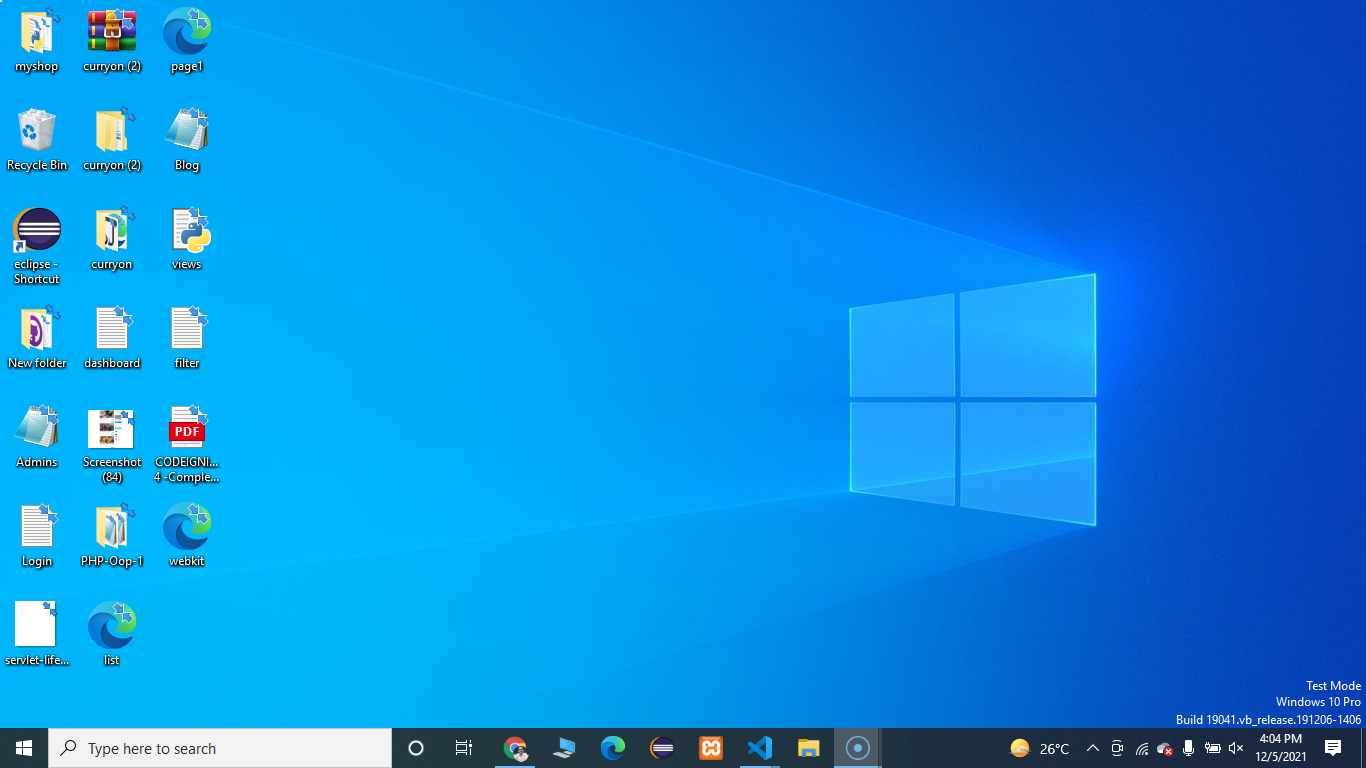 myshop
curryon (2)
page1
Recycle Bin
curryon (2)
Blog
eclipse -
Shortcut
curryon
views
New folder
dashboard
filter
Admins
Screenshot
(84)
PDF
CODEIGNI...
4 -Comple...
Login
PHP-Oop-1
webkit
servlet-life...
list
Test Mode
Windows 10 Pro
Build 19041.vb_release.191206-1406
Type here to search
26°C
4:04 PM
12/5/2021